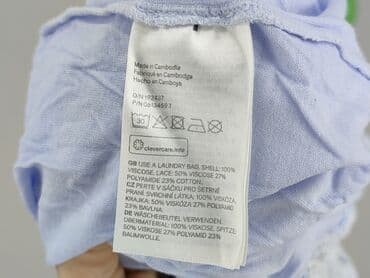 Made in Cambodia
Fabriqué en Cambodge
Hecho en Camboya
30
clevercare.info
GB USE A LAUNDRY BAG, SHELL: 100%
VISCOSE, LACE: 50% VISCOSE 27%
POLYAMIDE 23% COTTON,
CZ PERTE V SÁČKU PRO ŠETRNÉ
PRANÍ SVRCHNÍ LÁTKA: 100% VISKÓZA,
KRAJKA: 50% VISKÓZA 27% POLYAMID
23% BAVLNA,
DE WÄSCHEBEUTEL VERWENDEN,
OBERMATERIAL: 100% VISKOSE, SPITZE:
50% VISKOSE 27% POLYAMID 23%
BAUMWOLLE,